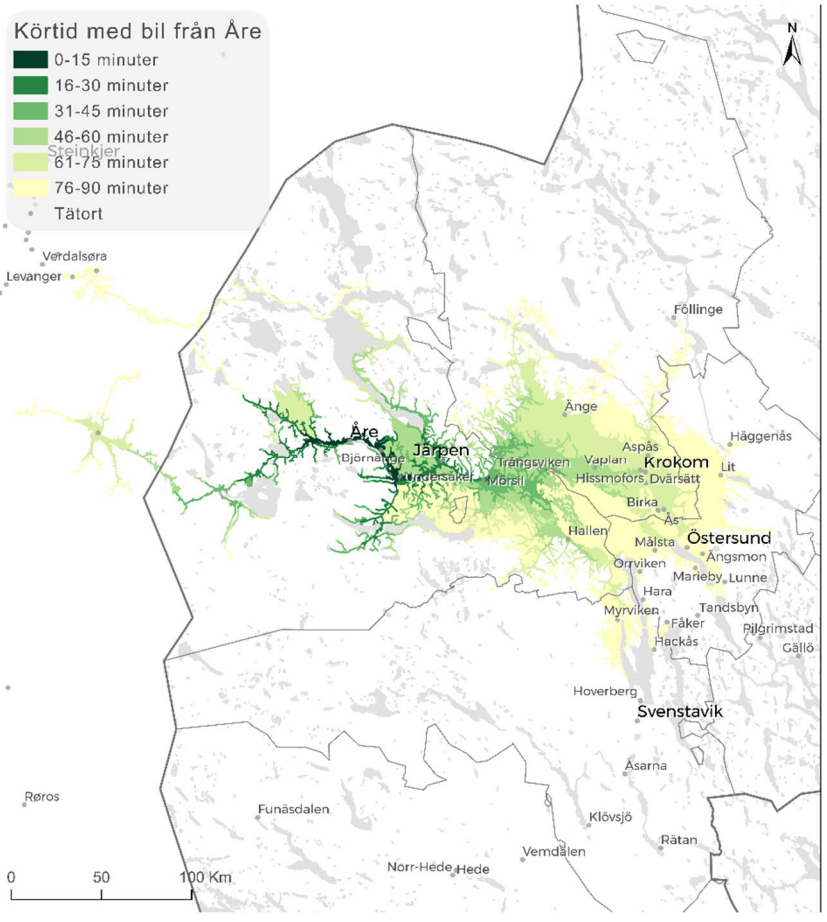 Körtid med bil från Åre
0-15 minuter
16-30 minuter
31-45 minuter
46-60 minuter
Steinkjer
61-75 minuter
76-90 minuter
Tätort
N
Verdalsøra
Levanger
Föllinge
Änge
Åre
Häggenås
Björnänge
Järpen
Aspås
Trångsviken
Vaplan
Krokom
Lit
Undersåker
Mörsil
Hissmofors
Dvärsätt
Birka
Ås
Hallen
Målsta
Östersund
Ängsmon
Orrviken
Marieby
Lunne
Hara
Myrviken
Tandsbyn
Fåker
Pilgrimstad
Hackås
Gällö
Hoverberg
Svenstavik
Åsarna
Røros
Funäsdalen
Klövsjö
Rätan
Vemdalen
Norr-Hede
Hede
0 50 100 Km